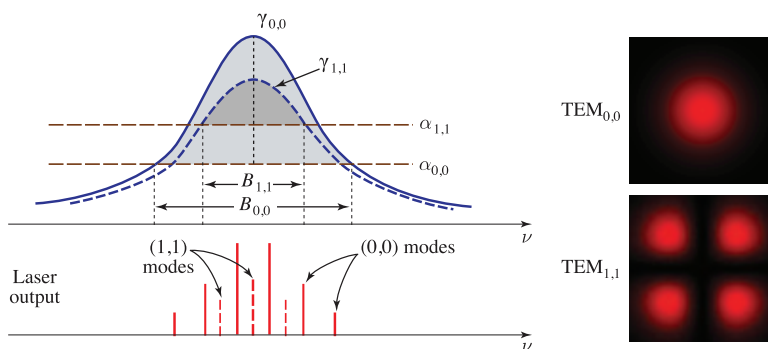 γ0,0
γ1,1
α1,1
α0,0
B1,1
B0,0
ν
(1,1)
modes
(0,0) modes
Laser
output
ν
TEM0,0
TEM1,1